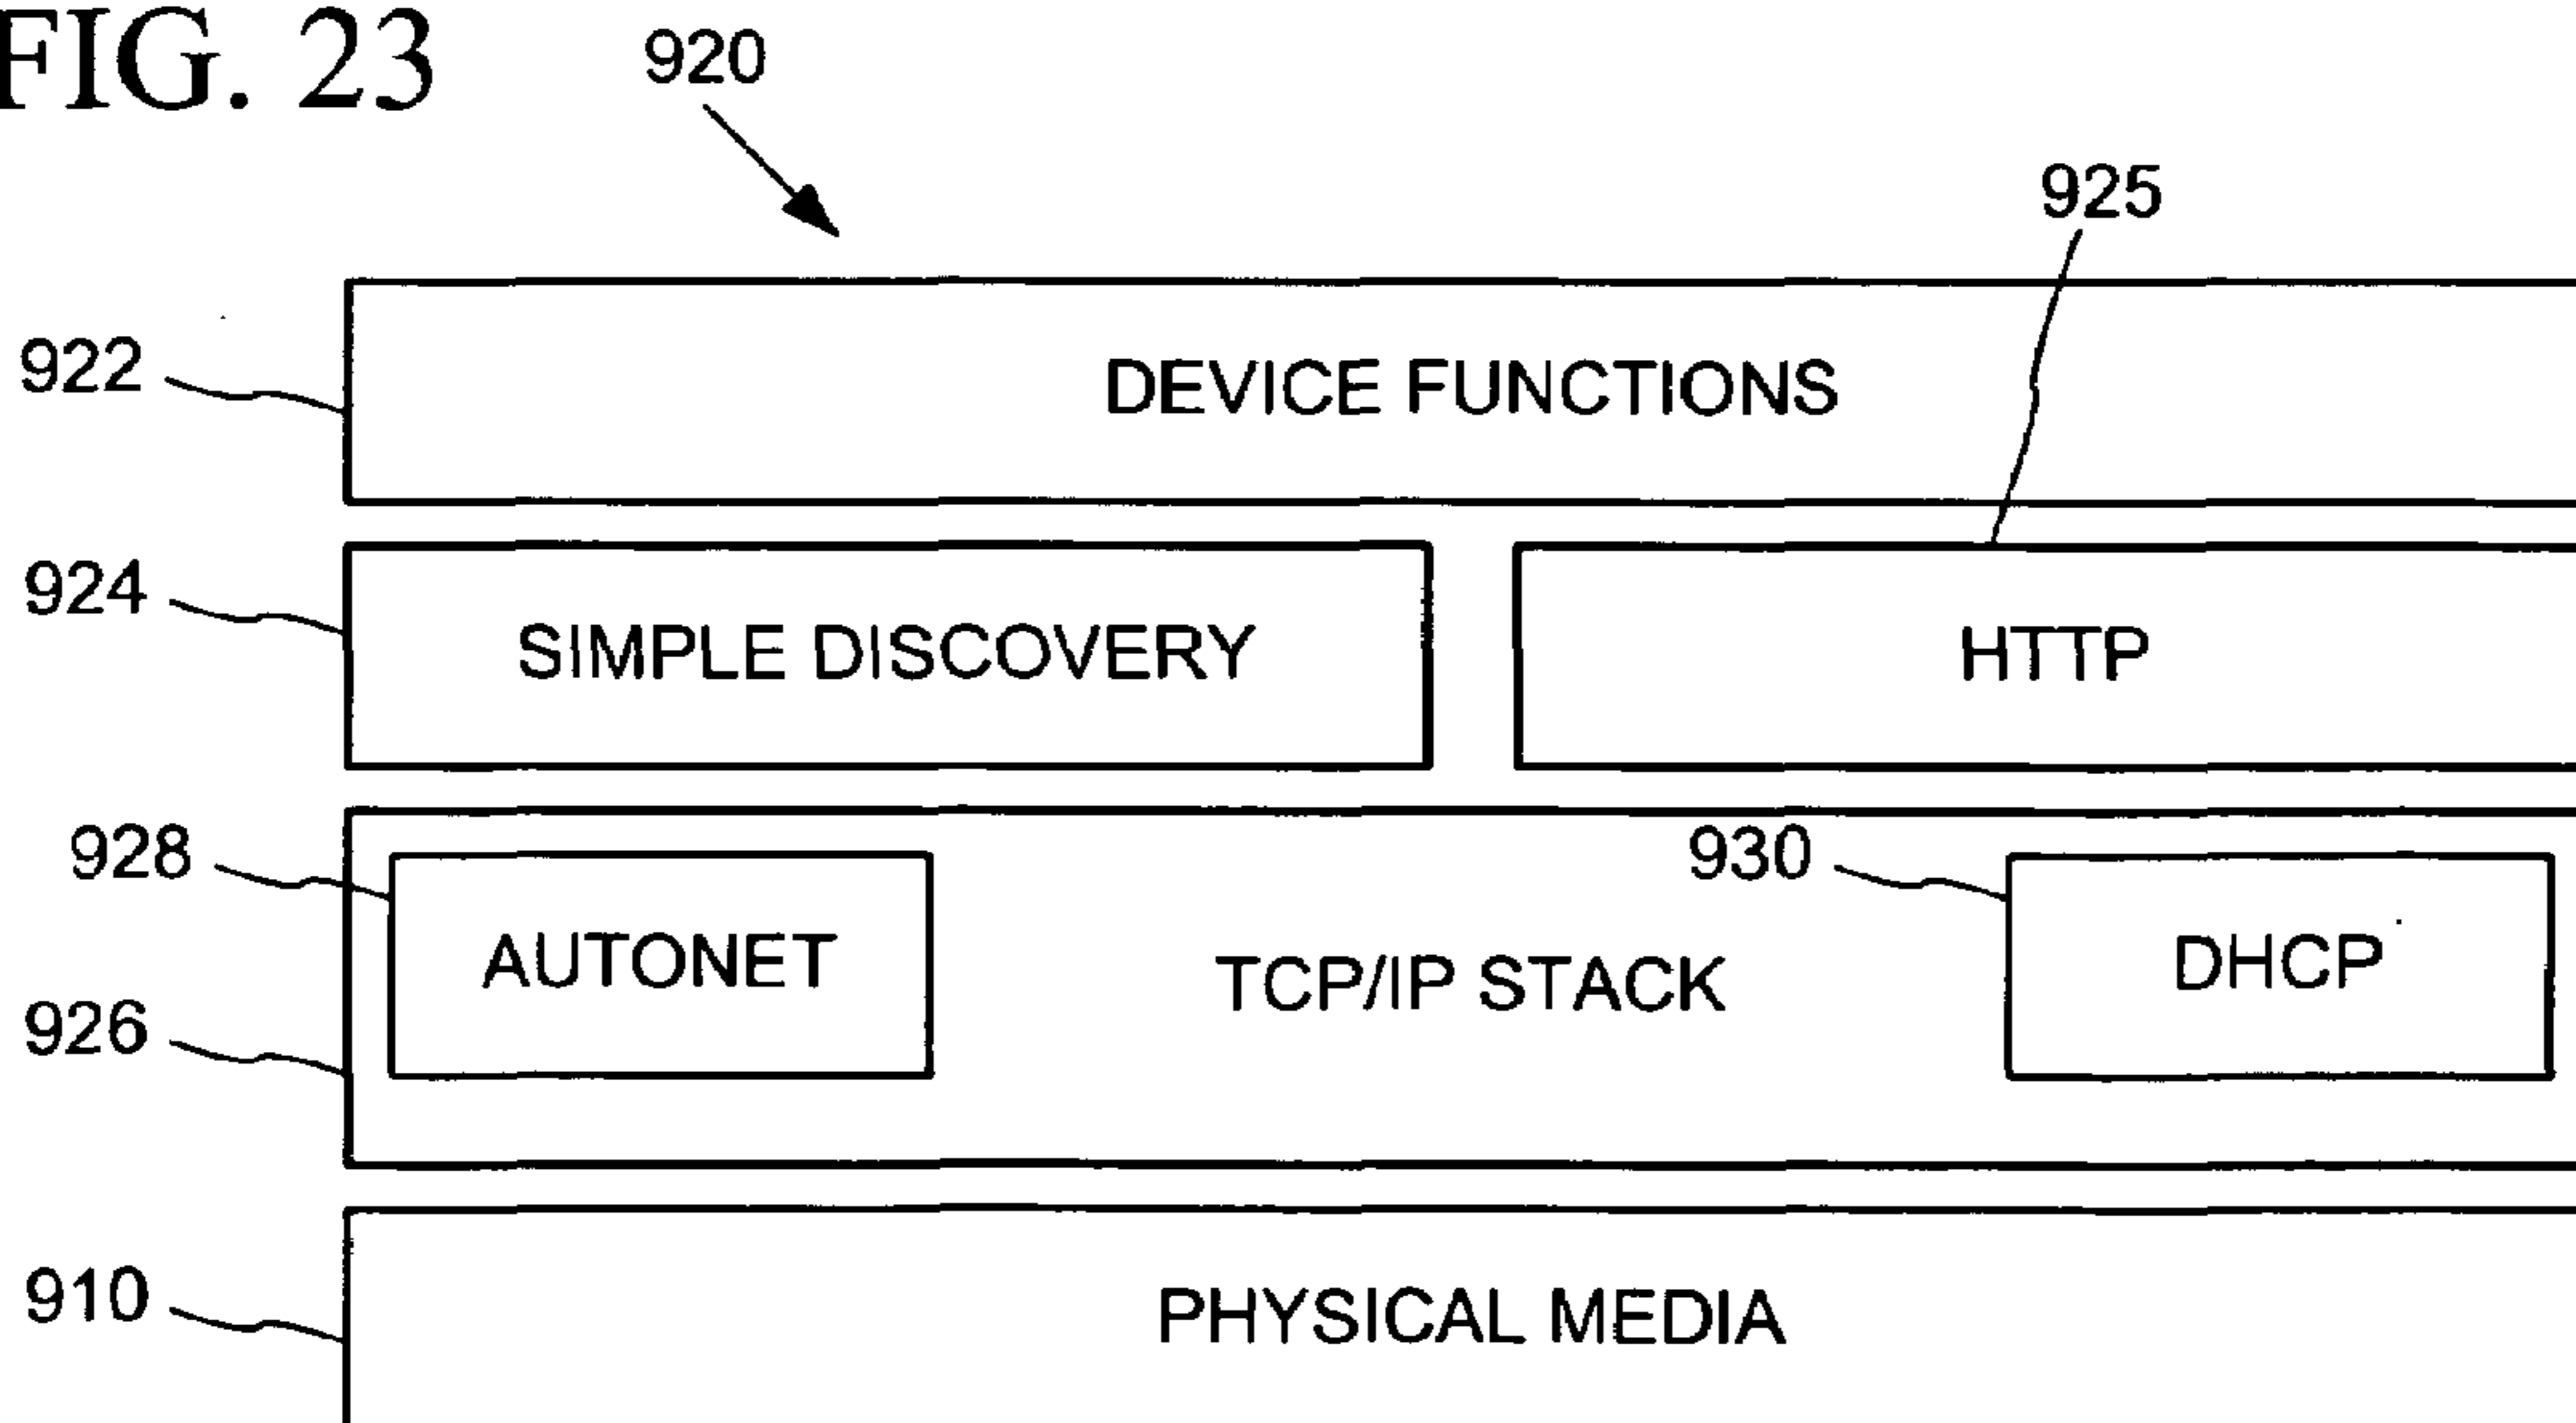 FIG. 23
920
925
922
DEVICE FUNCTIONS
924
SIMPLE DISCOVERY
HTTP
928
930
AUTONET
TCP/IP STACK
DHCP
926
910
PHYSICAL MEDIA